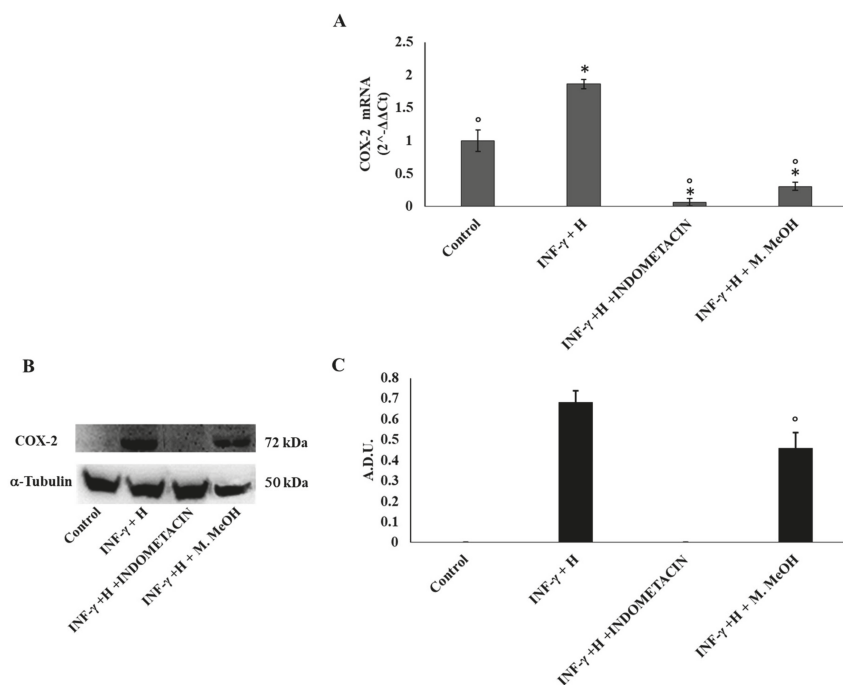 A
COX-2 mRNA
(2^-ΔΔCt)
2.5
2
1.5
1
0.5
0
°
*
°
*
°
*
Control
INF-γ + H
INF-γ +H +INDOMETACIN
INF-γ +H + M. MeOH
B
COX-2
72 kDa
α-Tubulin
50 kDa
Control
INF-γ + H
INF-γ +H +INDOMETACIN
INF-γ +H + M. MeOH
C
A.D.U.
0.8
0.7
0.6
0.5
0.4
0.3
0.2
0.1
0
°
Control
INF-γ + H
INF-γ +H +INDOMETACIN
INF-γ +H + M. MeOH